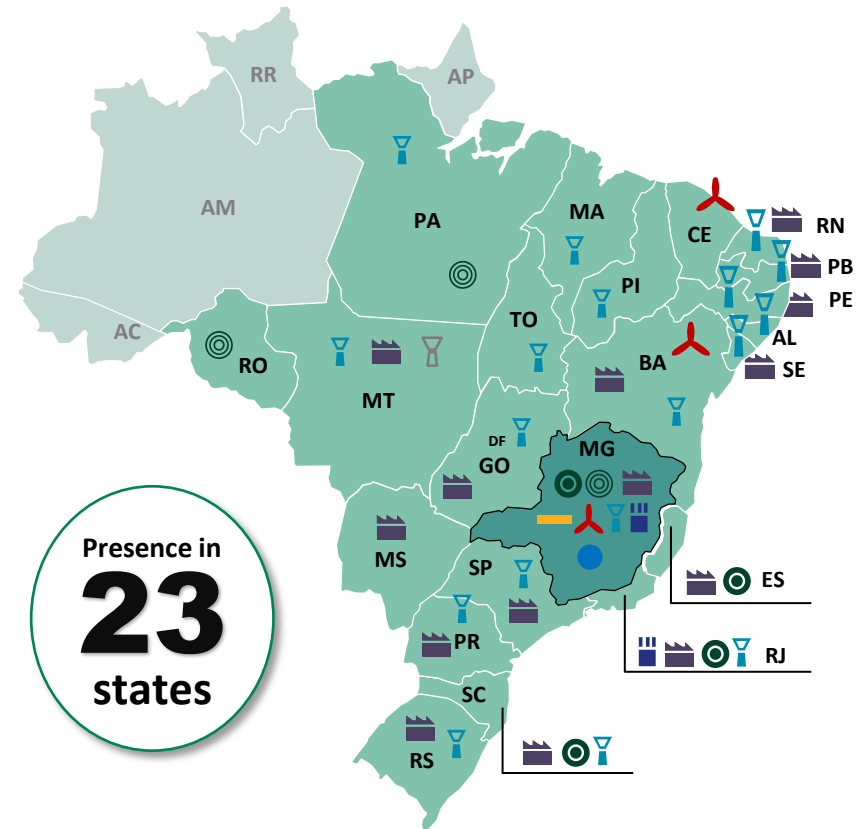 RR
AP
AM
PA
MA
CE
RN
PB
PI
PE
TO
AL
AC
RO
BA
SE
MT
DF
GO
MG
Presence in
23
states
MS
SP
ES
PR
RJ
SC
RS